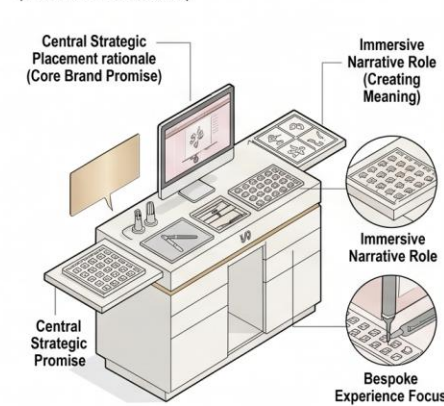 Central Strategic
Placement rationale
(Core Brand Promise)
Immersive
Narrative Role
(Creating
Meaning)
Immersive
Narrative Role
Central
Strategic
Promise
Bespoke
Experience Focus